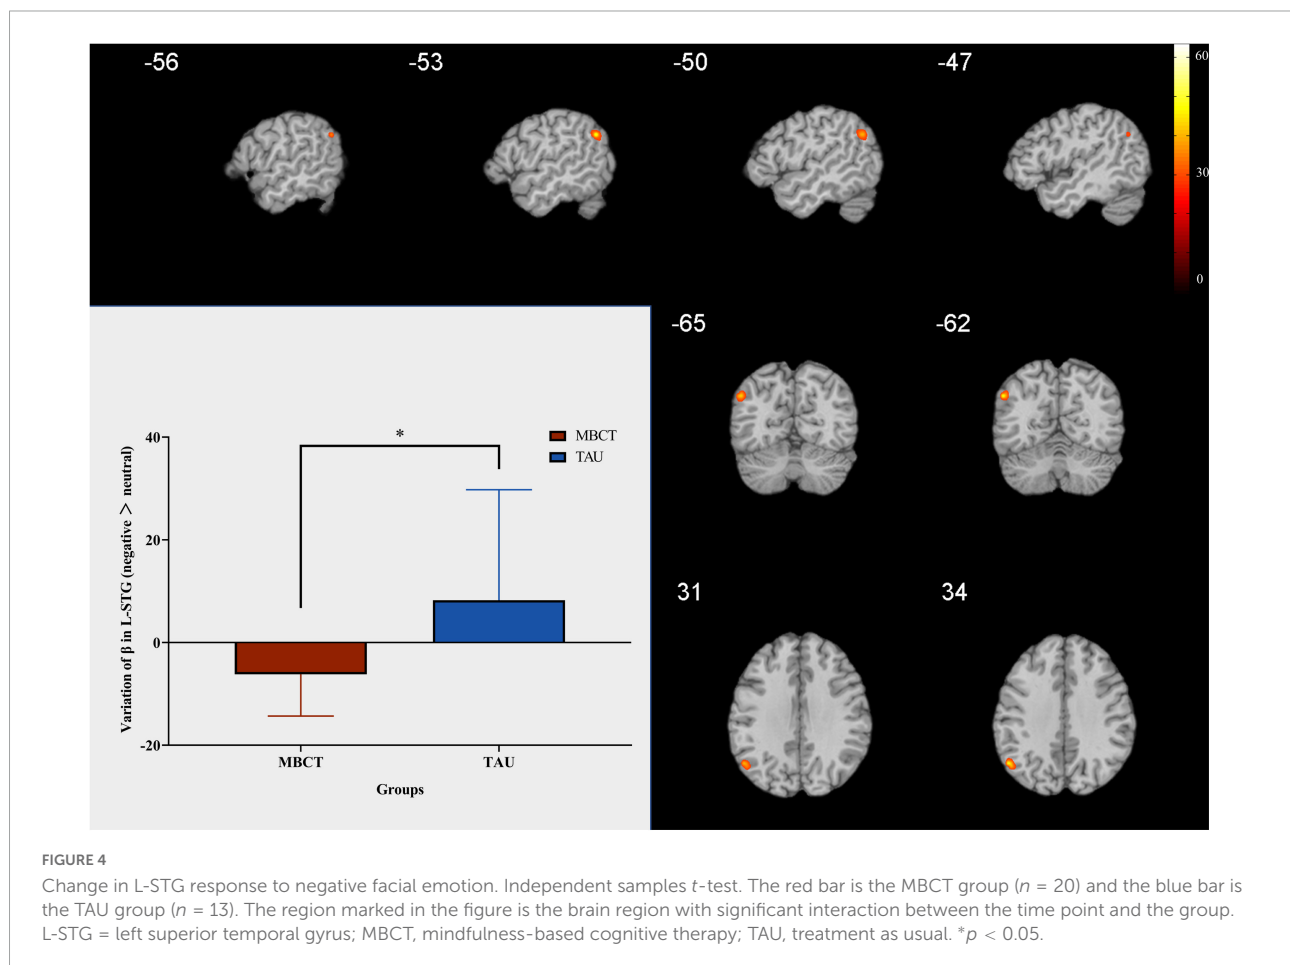 -56
-53
-50
-47
60
30
0
-65
-62
31
34
40
20
0
-20
*
MBCT
TAU
Variation of β in L-STG (negative > neutral)
MBCT
TAU
Groups
FIGURE 4
Change in L-STG response to negative facial emotion. Independent samples t-test. The red bar is the MBCT group (n = 20) and the blue bar is
the TAU group (n = 13). The region marked in the figure is the brain region with significant interaction between the time point and the group.
L-STG = left superior temporal gyrus; MBCT, mindfulness-based cognitive therapy; TAU, treatment as usual. *p < 0.05.